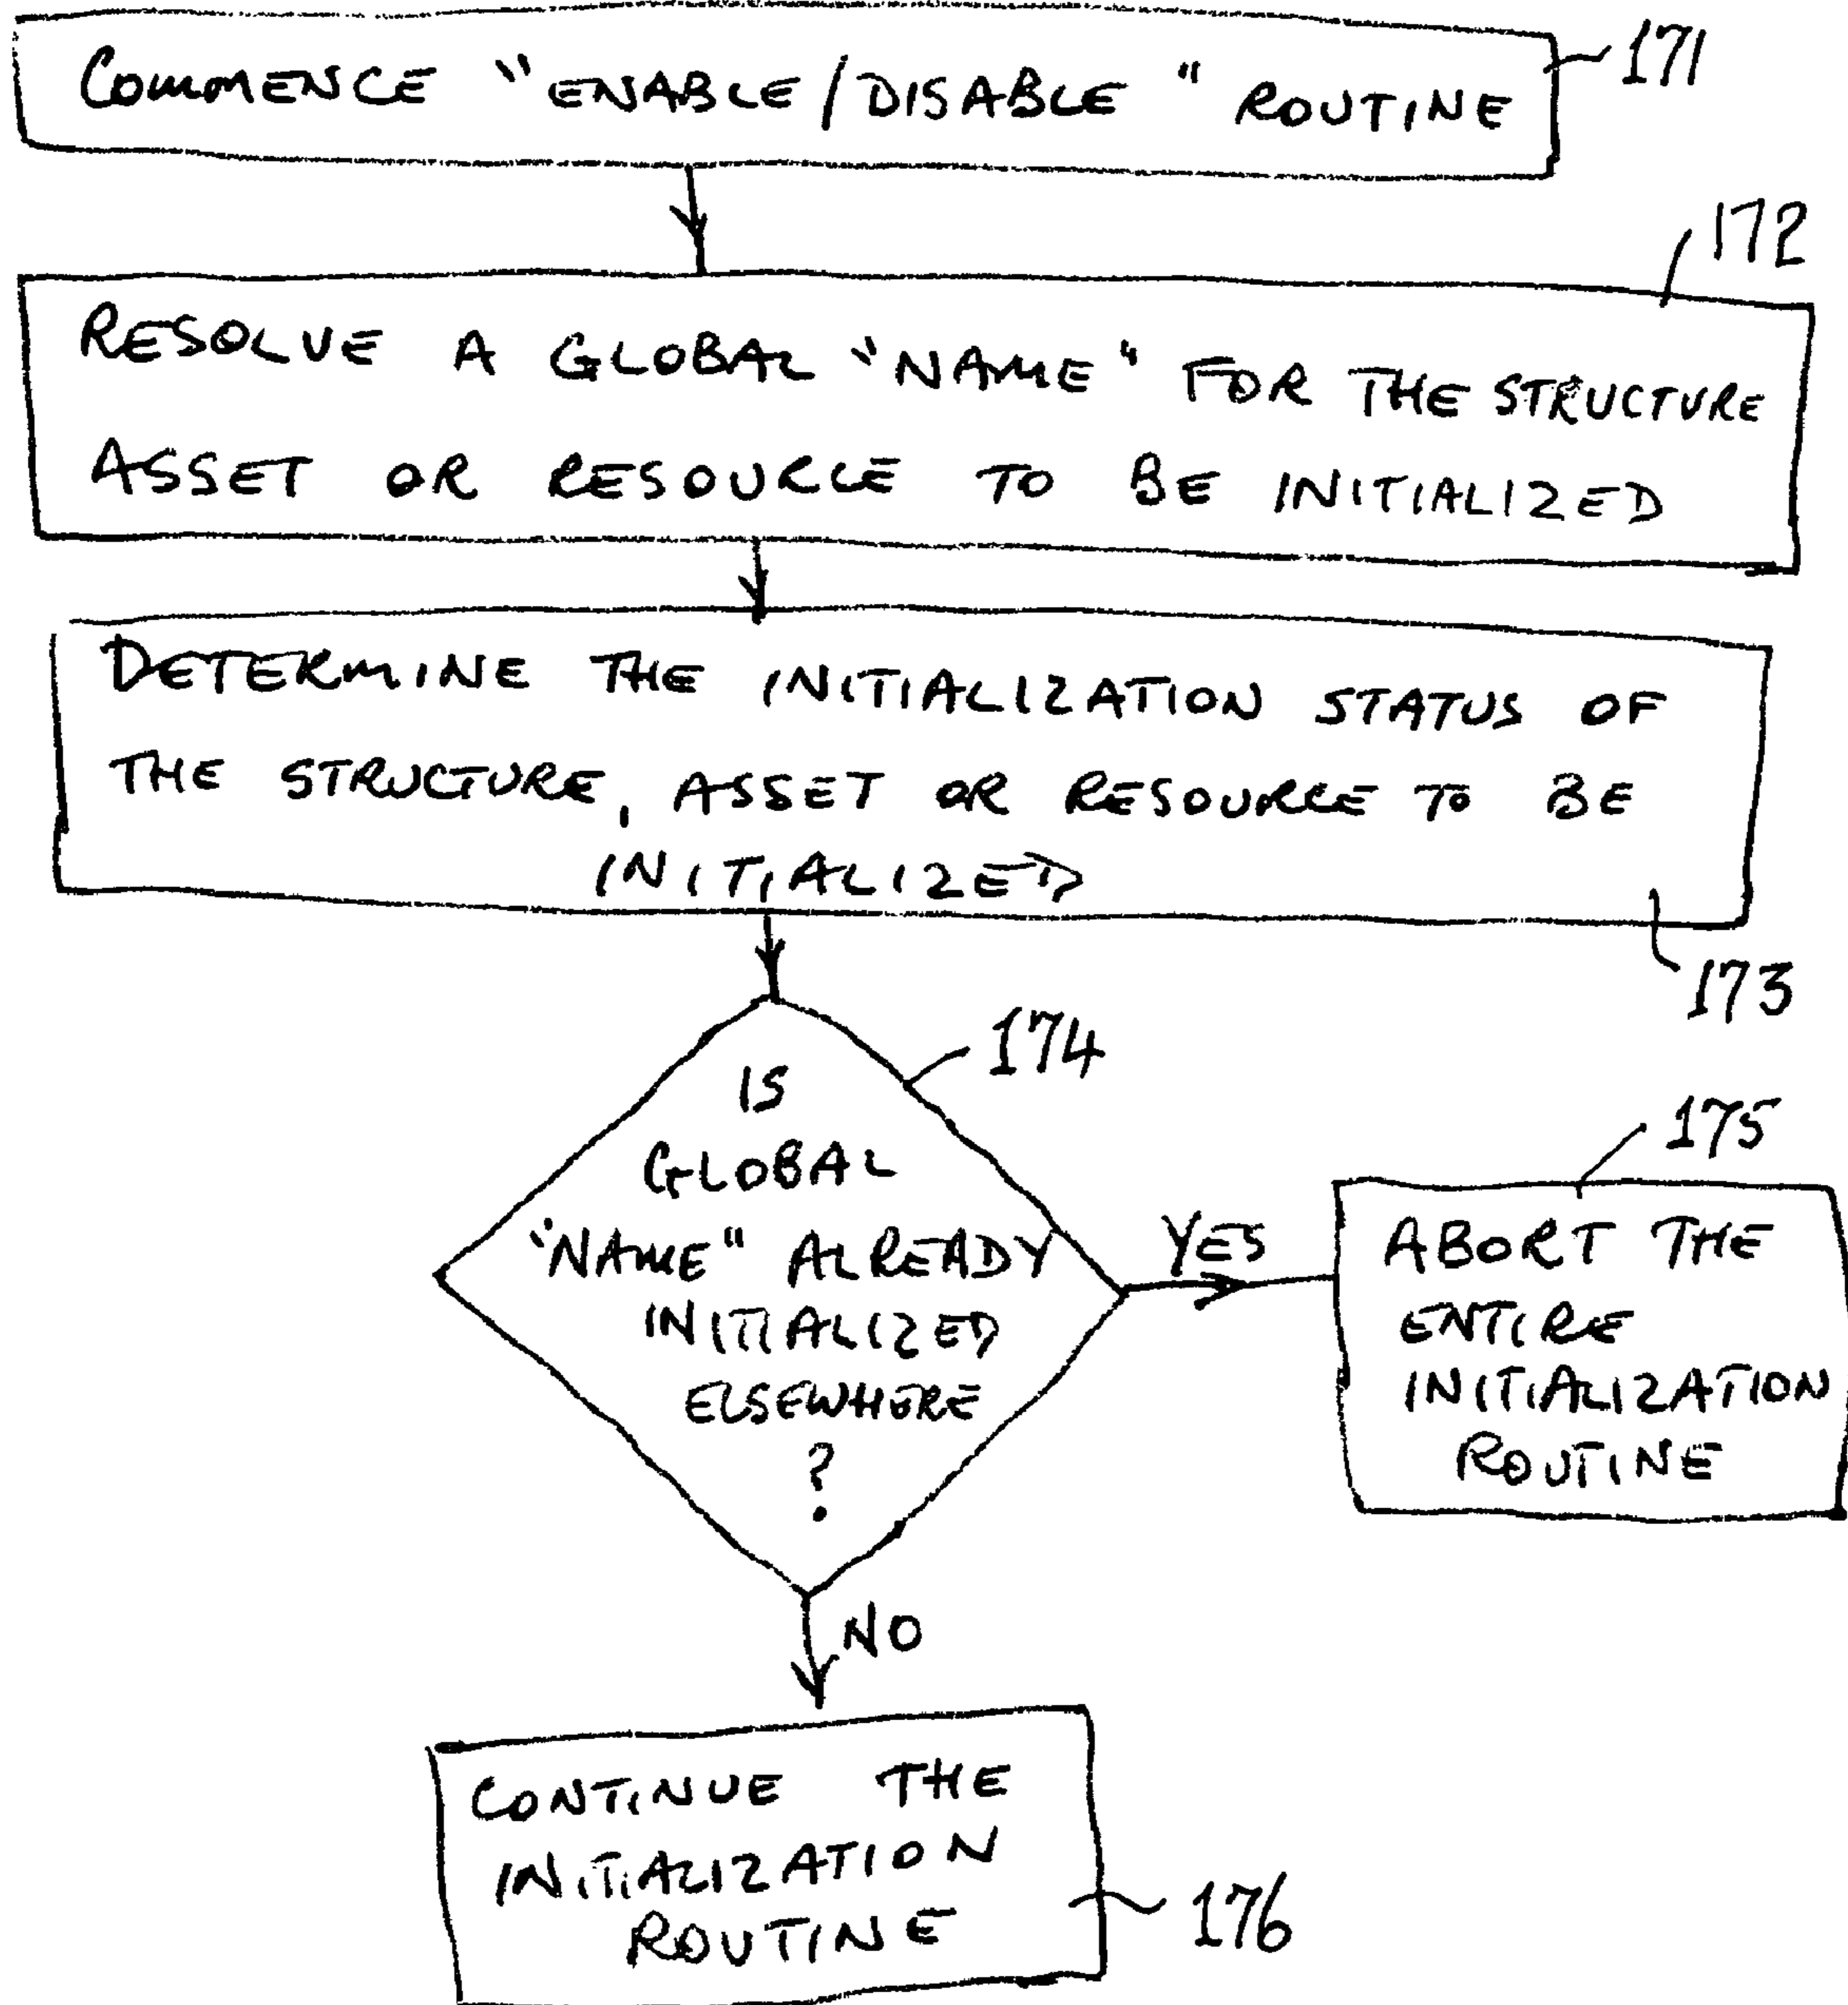 COMMENCE "ENABLE/DISABLE" ROUTINE
171
172
RESOLVE A GLOBAL "NAME" FOR THE STRUCTURE
ASSET OR RESOURCE TO BE INITIALIZED
DETERMINE THE INITIALIZATION STATUS OF
THE STRUCTURE, ASSET OR RESOURCE TO BE
INITIALIZED
173
174
IS
GLOBAL
"NAME" ALREADY
INITIALIZED
ELSEWHERE
?
YES
175
ABORT THE
ENTIRE
INITIALIZATION
ROUTINE
NO
CONTINUE THE
INITIALIZATION
ROUTINE
176